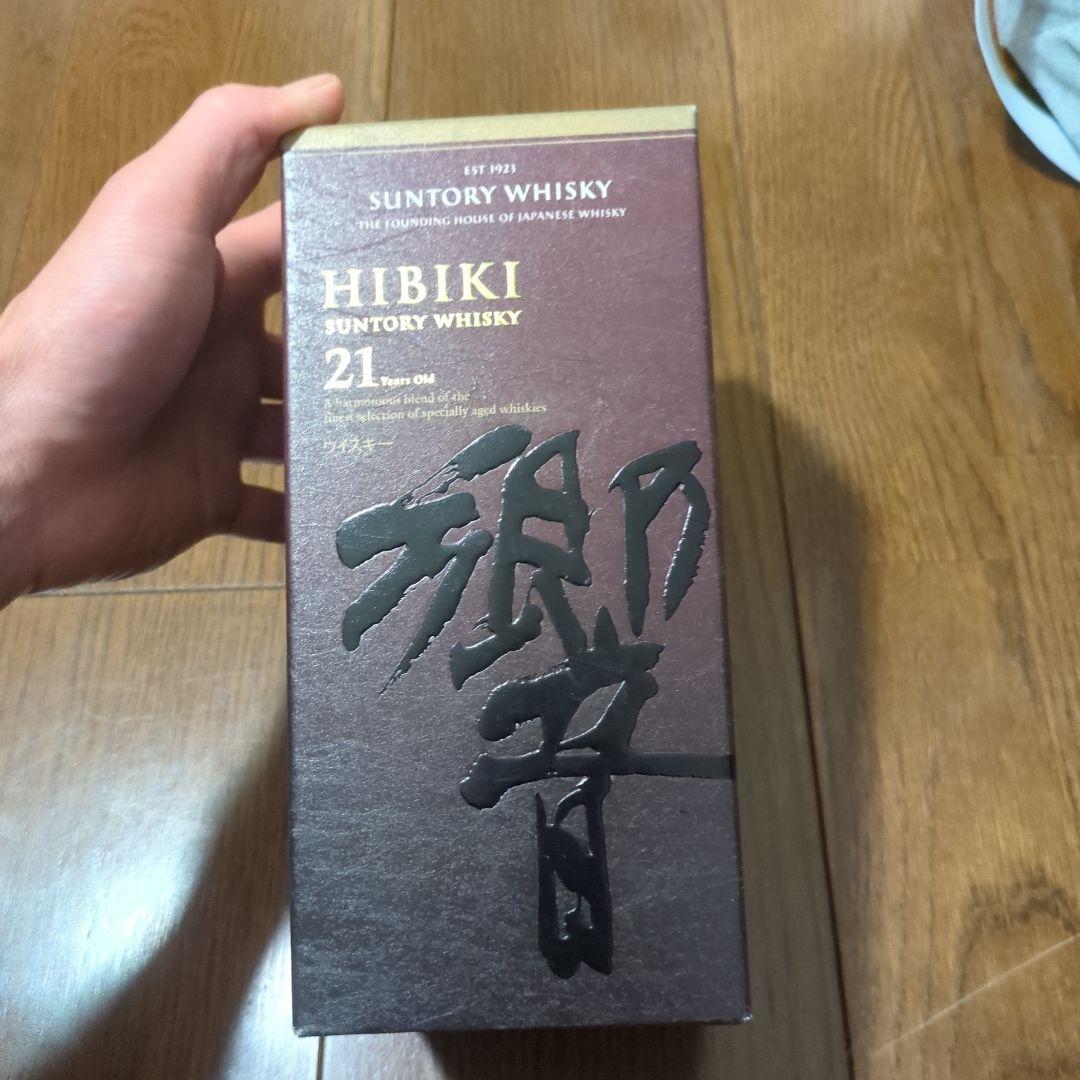 EST 1923
SUNTORY WHISKY
THE FOUNDING HOUSE OF JAPANESE WHISKY
HIBIKI
SUNTORY WHISKY
21 Years Old
A harmonious blend of the
finest selection of specially aged whiskies
ウイスキー
響